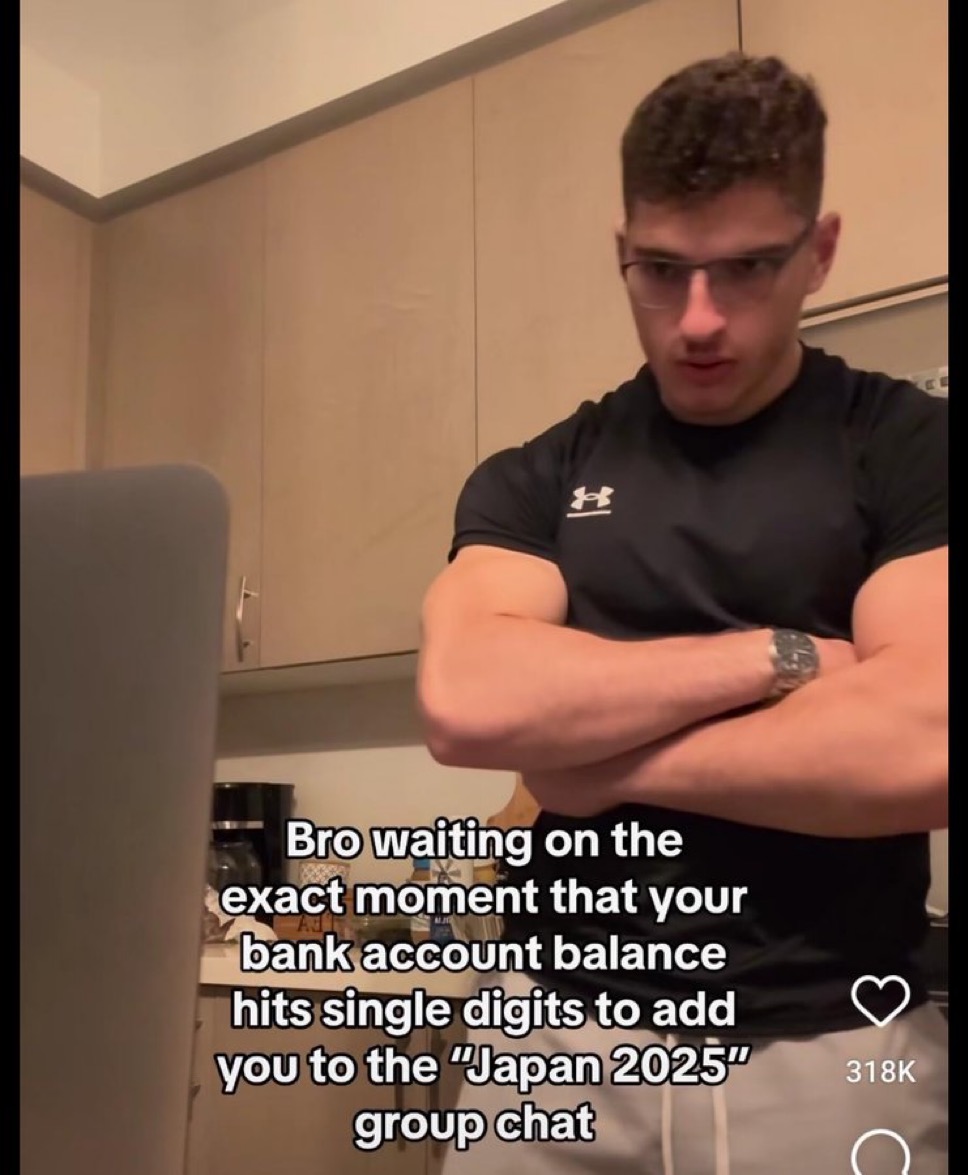 Bro waiting on the
exact moment that your
bank account balance
hits single digits to add
you to the “Japan 2025”
group chat
318K